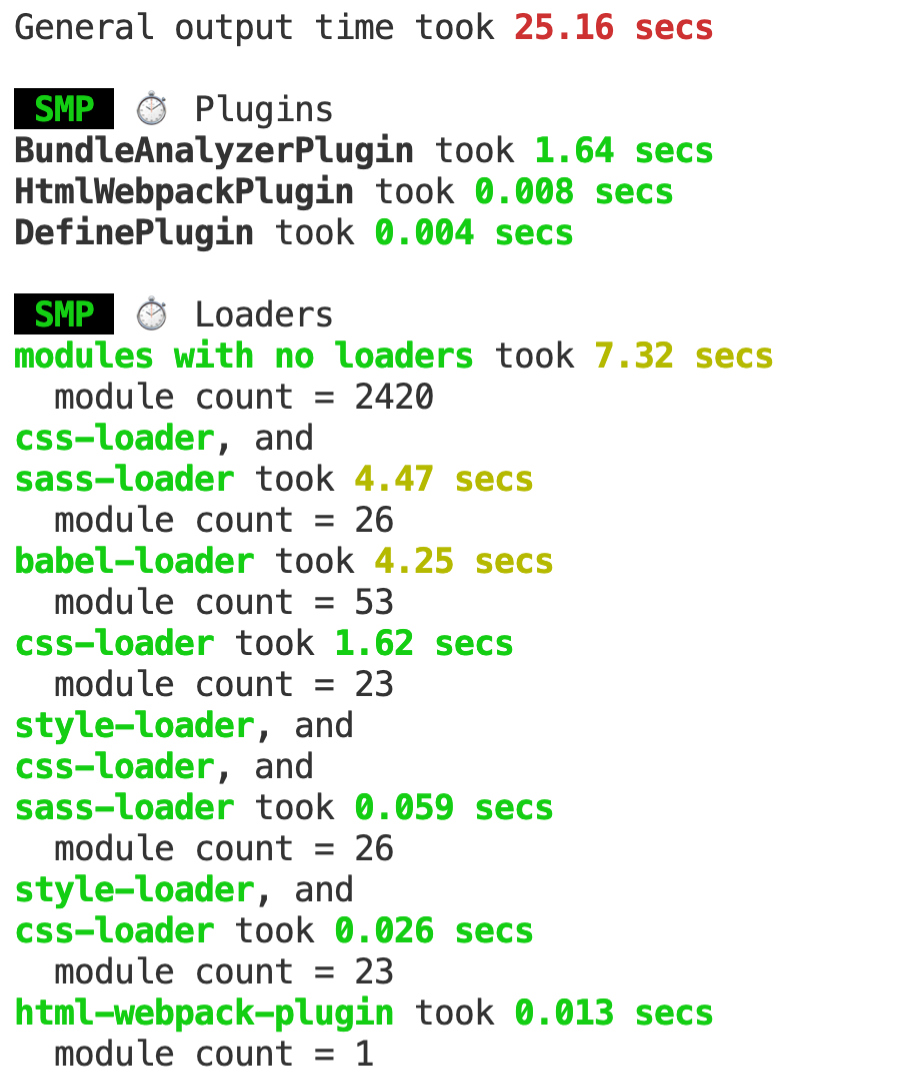 General output time took 25.16 secs
SMP ⏱ Plugins
BundleAnalyzerPlugin took 1.64 secs
HtmlWebpackPlugin took 0.008 secs
DefinePlugin took 0.004 secs
SMP ⏱ Loaders
modules with no loaders took 7.32 secs
module count = 2420
css-loader, and
sass-loader took 4.47 secs
module count = 26
babel-loader took 4.25 secs
module count = 53
css-loader took 1.62 secs
module count = 23
style-loader, and
css-loader, and
sass-loader took 0.059 secs
module count = 26
style-loader, and
css-loader took 0.026 secs
module count = 23
html-webpack-plugin took 0.013 secs
module count = 1